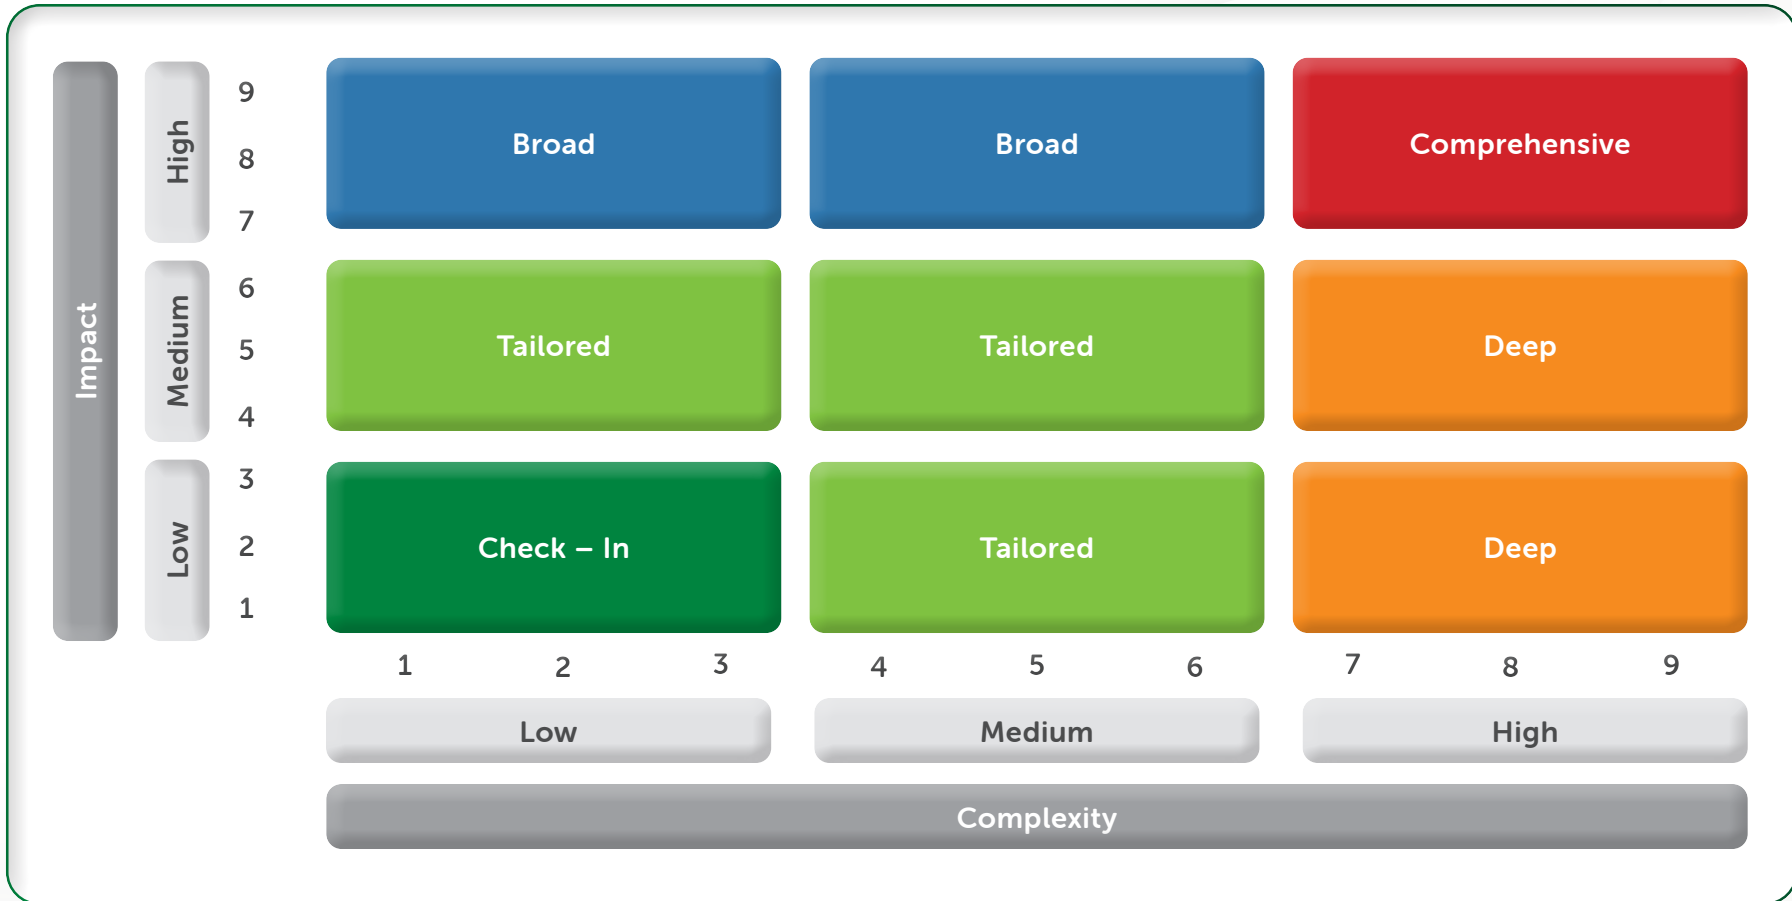 Impact
High
9
8
7
Broad
Broad
Comprehensive
Medium
6
5
4
Tailored
Tailored
Deep
Low
3
2
1
Check – In
Tailored
Deep
1 2 3 4 5 6 7 8 9
Low Medium High
Complexity